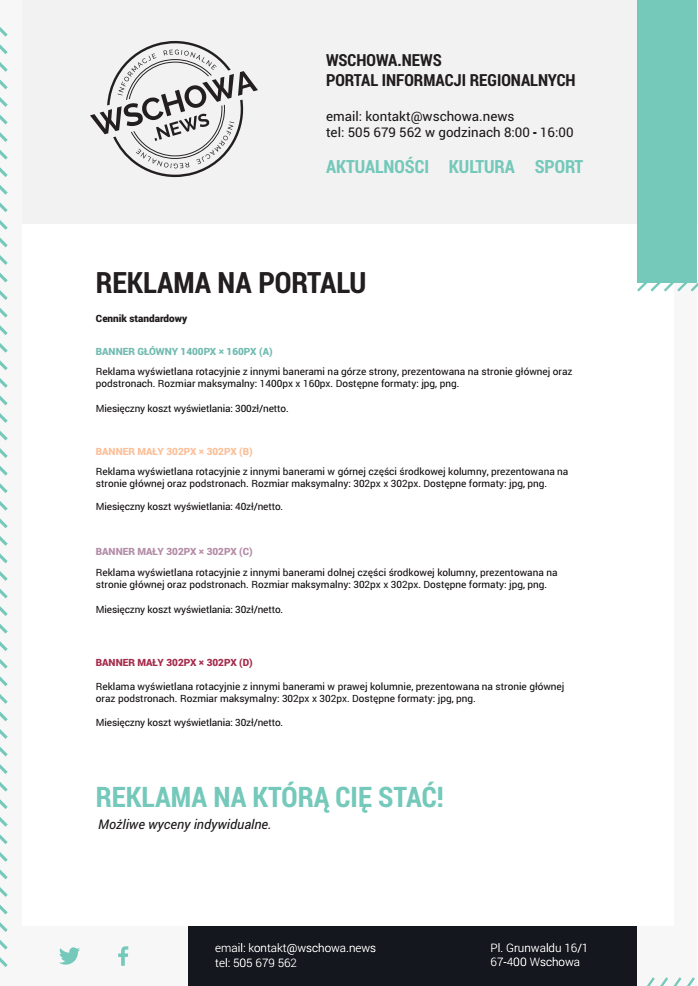 INFORMACJE REGIONALNE
WSCHOWA
.NEWS
INFORMACJE REGIONALNE
WSCHOWA.NEWS
PORTAL INFORMACJI REGIONALNYCH
email: kontakt@wschowa.news
tel: 505 679 562 w godzinach 8:00 - 16:00
AKTUALNOŚCI KULTURA SPORT
REKLAMA NA PORTALU
Cennik standardowy
BANNER GŁÓWNY 1400PX × 160PX (A)
Reklama wyświetlana rotacyjnie z innymi banerami na górze strony, prezentowana na stronie głównej oraz
podstronach. Rozmiar maksymalny: 1400px x 160px. Dostępne formaty: jpg, png.
Miesięczny koszt wyświetlania: 300zł/netto.
BANNER MAŁY 302PX × 302PX (B)
Reklama wyświetlana rotacyjnie z innymi banerami w górnej części środkowej kolumny, prezentowana na
stronie głównej oraz podstronach. Rozmiar maksymalny: 302px x 302px. Dostępne formaty: jpg, png.
Miesięczny koszt wyświetlania: 40zł/netto.
BANNER MAŁY 302PX × 302PX (C)
Reklama wyświetlana rotacyjnie z innymi banerami dolnej części środkowej kolumny, prezentowana na
stronie głównej oraz podstronach. Rozmiar maksymalny: 302px x 302px. Dostępne formaty: jpg, png.
Miesięczny koszt wyświetlania: 30zł/netto.
BANNER MAŁY 302PX × 302PX (D)
Reklama wyświetlana rotacyjnie z innymi banerami w prawej kolumnie, prezentowana na stronie głównej
oraz podstronach. Rozmiar maksymalny: 302px x 302px. Dostępne formaty: jpg, png.
Miesięczny koszt wyświetlania: 30zł/netto.
REKLAMA NA KTÓRĄ CIĘ STAĆ!
Możliwe wyceny indywidualne.
email: kontakt@wschowa.news
tel: 505 679 562
Pl. Grunwaldu 16/1
67-400 Wschowa